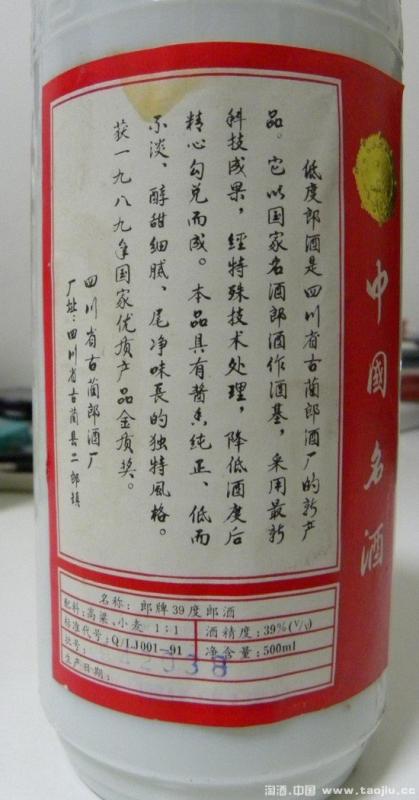 低度郎酒是四川省古蔺郎酒厂的新产
品。它以国家名酒郎酒作酒基，采用最新
科技成果，经特殊技术处理，降低酒度后
精心勾兑而成。本品具有酱香纯正、低而
不淡、醇甜细腻、尾净味長的独特風格。
获一九八九年国家优质产品金质奖。
四川省古蔺郎酒厂
厂址：四川省古蔺县二郎镇
中國名酒
名称：郎牌39度郎酒
配料：高粱、小麦 1：1
酒精度：39%(V/V)
标准代号：Q/LJ001-91
净含量：500ml
批号：
生产日期：
淘酒.中国 www.taojiu.cc